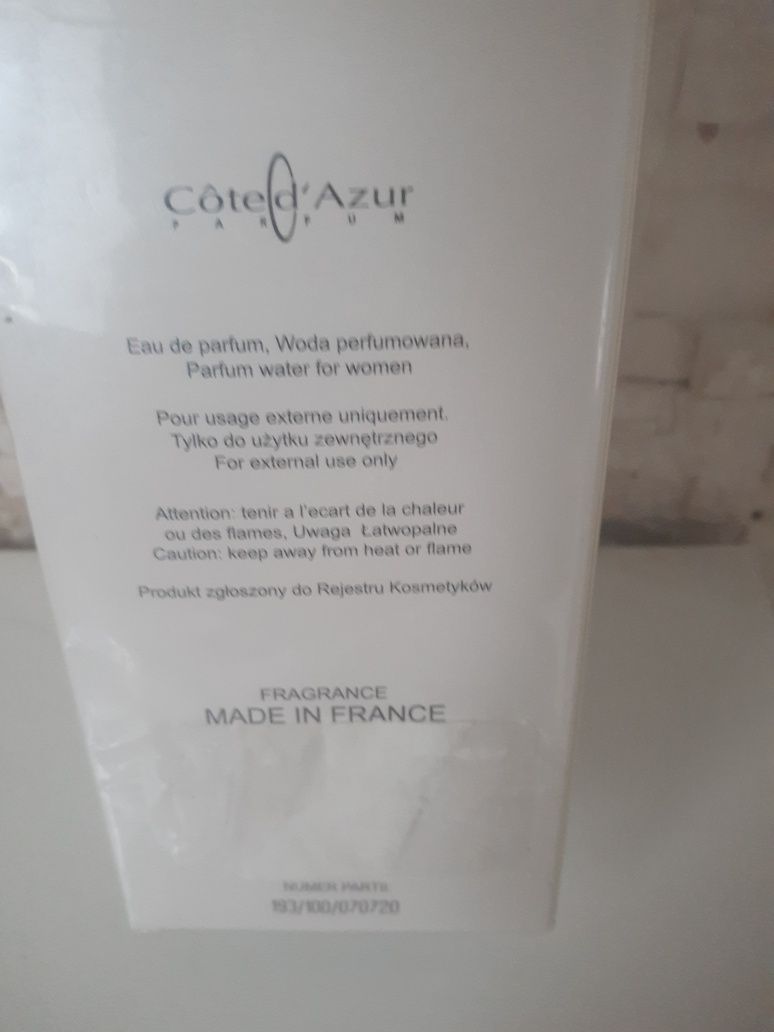 Côte d'Azur
PARFUM
Eau de parfum, Woda perfumowana,
Parfum water for women
Pour usage externe uniquement.
Tylko do użytku zewnętrznego
For external use only
Attention: tenir a l'ecart de la chaleur
ou des flames, Uwaga Łatwopalne
Caution: keep away from heat or flame
Produkt zgłoszony do Rejestru Kosmetyków
FRAGRANCE
MADE IN FRANCE
NUMER PARTII
193/100/070720